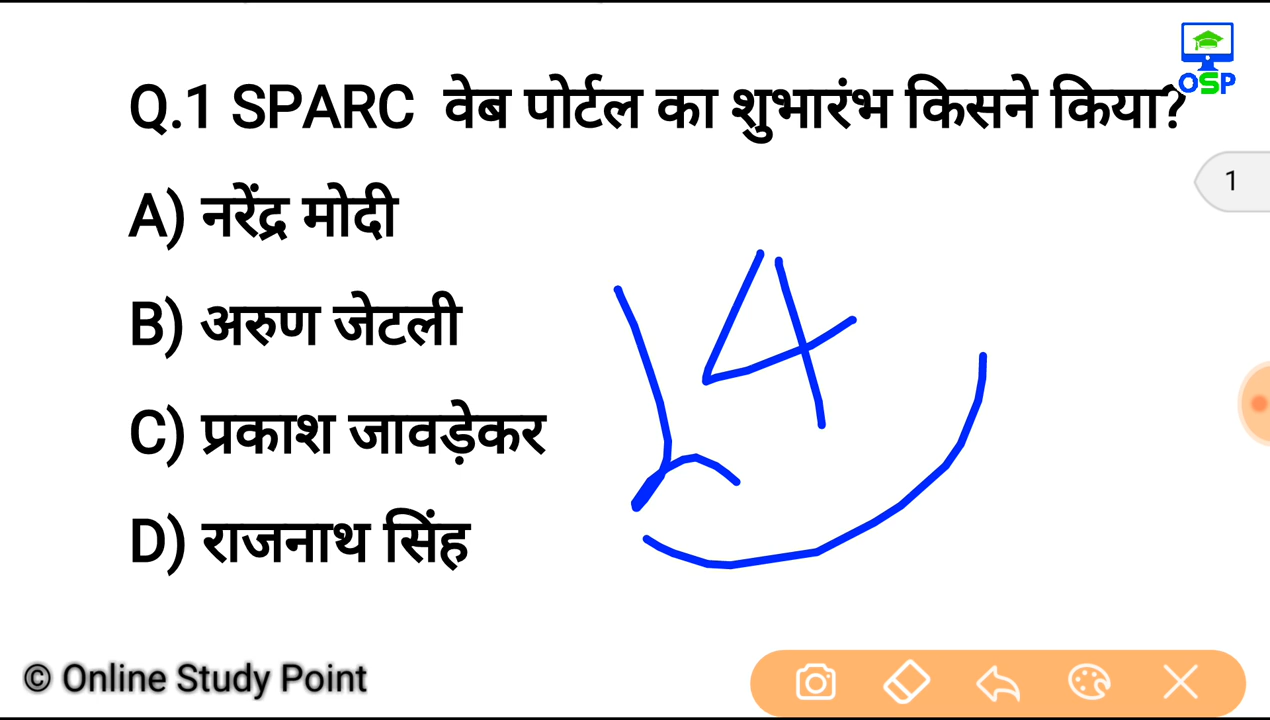 OSP
Q.1 SPARC वेब पोर्टल का शुभारंभ किसने किया?
1
A) नरेंद्र मोदी
B) अरुण जेटली
C) प्रकाश जावड़ेकर
D) राजनाथ सिंह
© Online Study Point